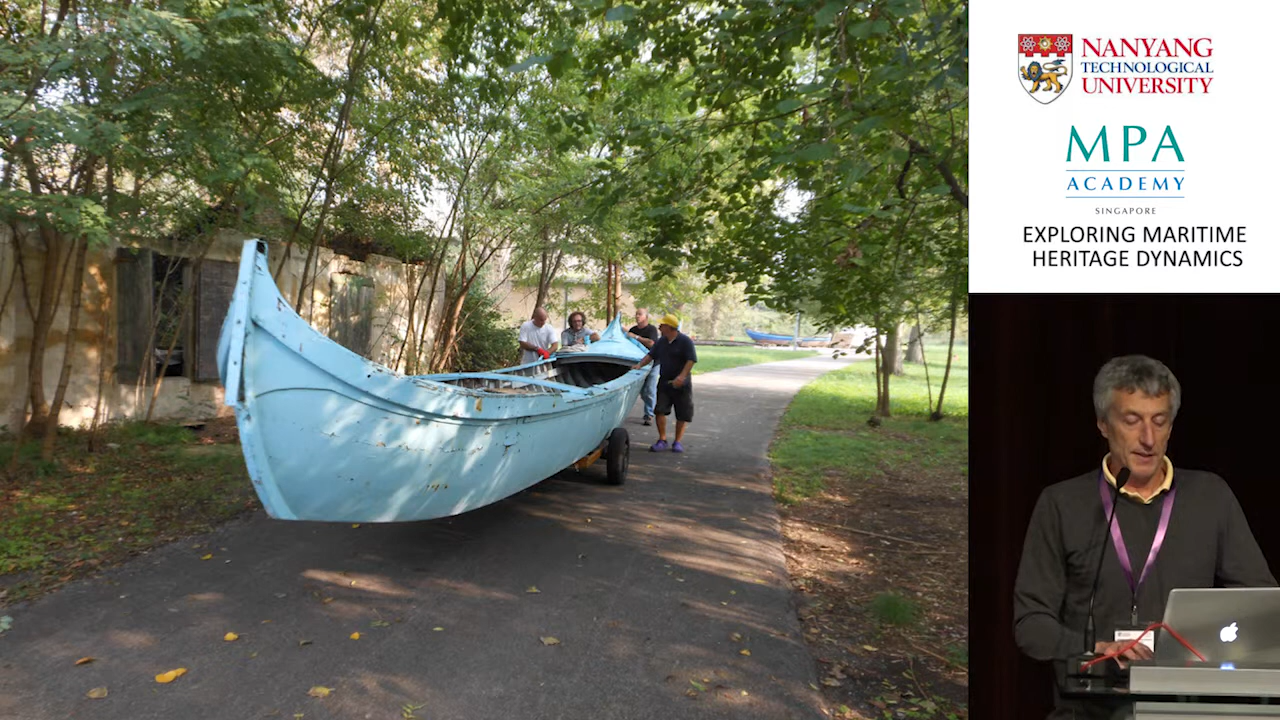 NANYANG
TECHNOLOGICAL
UNIVERSITY
MPA
ACADEMY
SINGAPORE
EXPLORING MARITIME
HERITAGE DYNAMICS